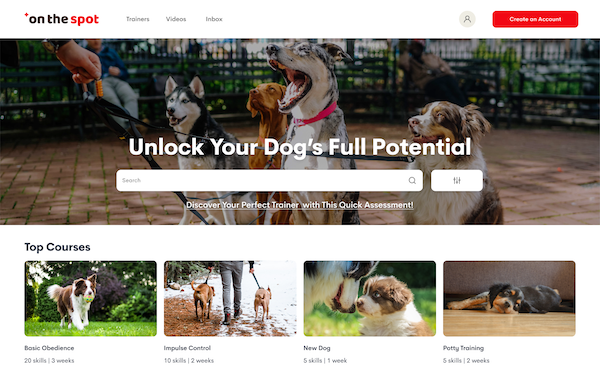 on the spot
Trainers
Videos
Inbox
Create an Account
Unlock Your Dog's Full Potential
Search
Discover Your Perfect Trainer with This Quick Assessment!
Top Courses
Basic Obedience
20 skills | 3 weeks
Impulse Control
10 skills | 2 weeks
New Dog
5 skills | 1 week
Potty Training
5 skills | 2 weeks